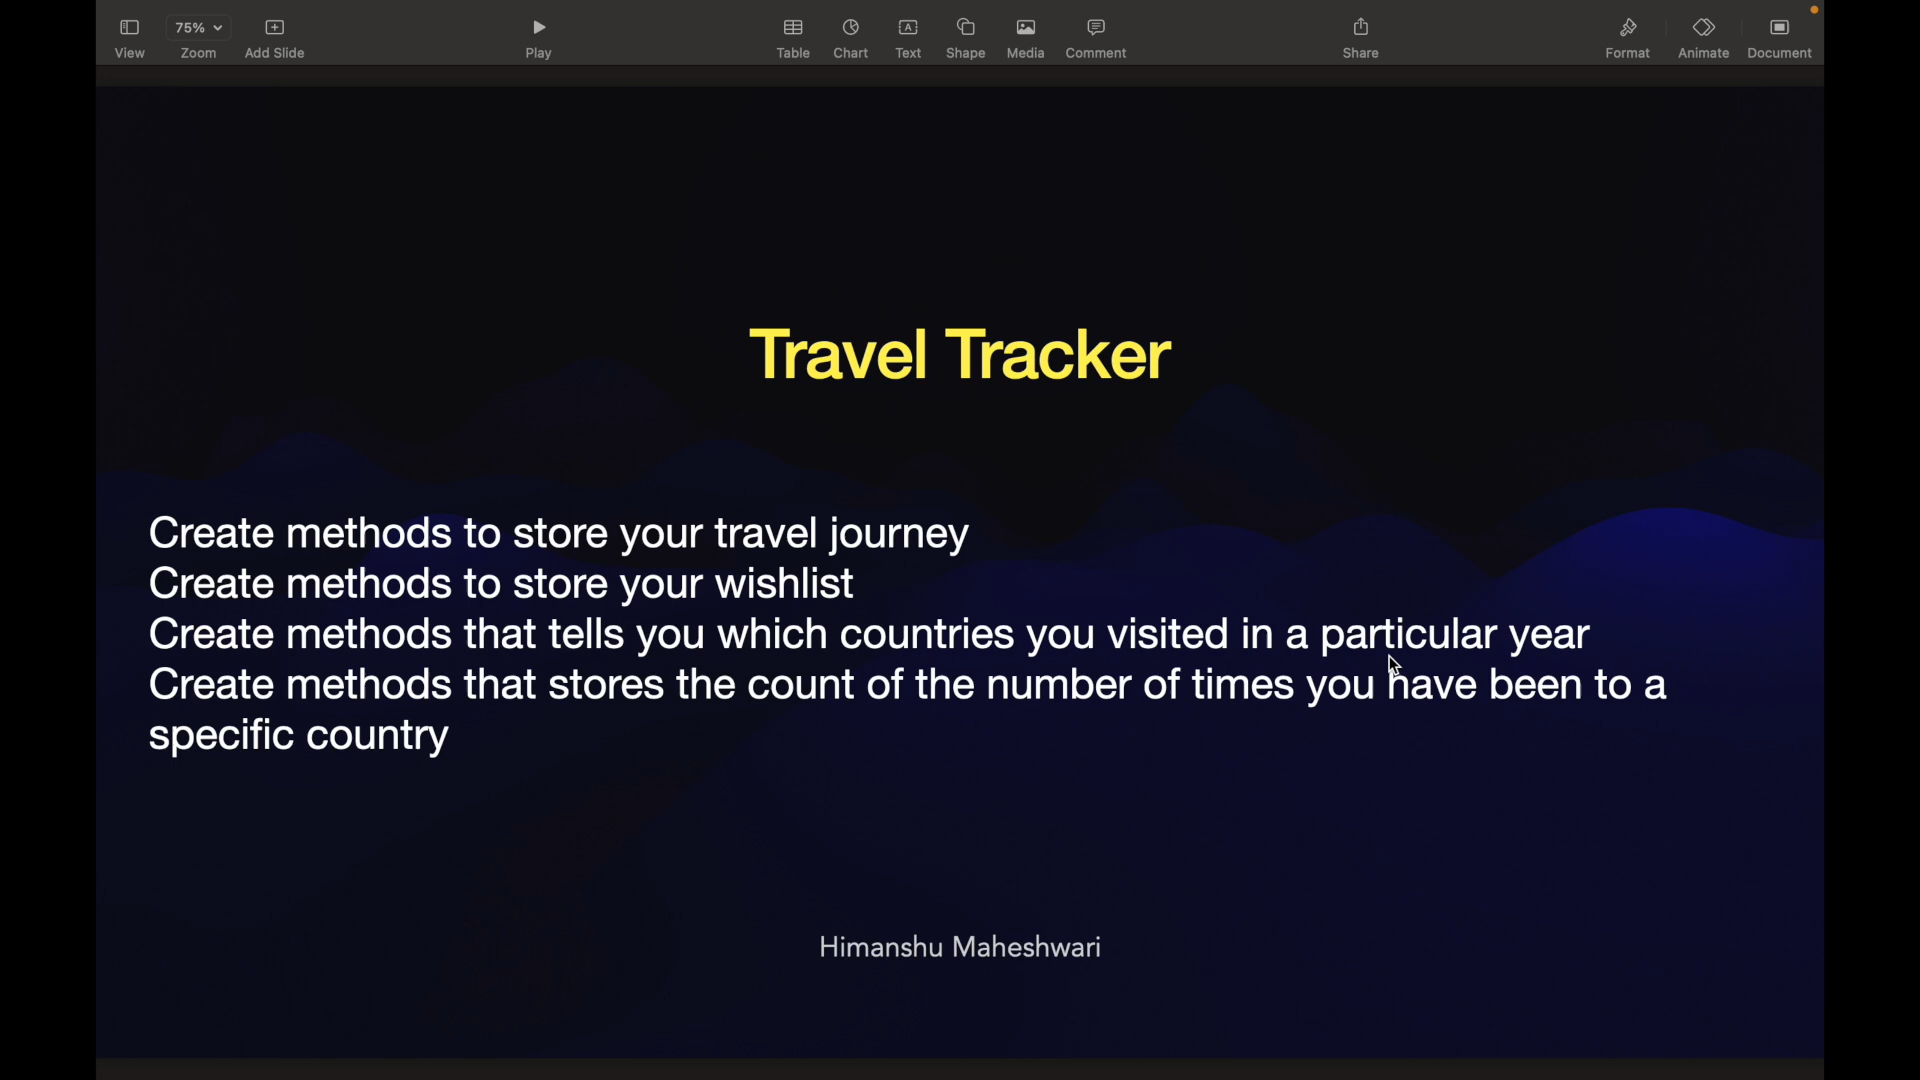 View
75%
Zoom
Add Slide
Play
Table
Chart
A
Text
Shape
Media
Comment
Share
Format
Animate
Document
Travel Tracker
Create methods to store your travel journey
Create methods to store your wishlist
Create methods that tells you which countries you visited in a particular year
Create methods that stores the count of the number of times you have been to a
specific country
Himanshu Maheshwari